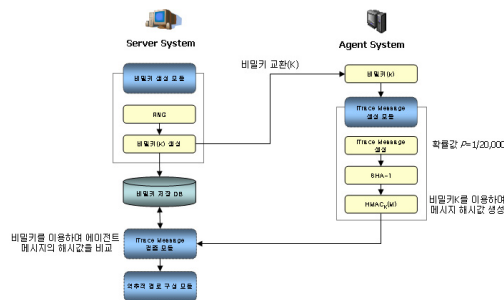 Server System
Agent System
비밀키 생성 모듈
RNG
비밀키(K) 생성
비밀키 저장 DB
비밀키 교환(K)
비밀키(K)
iTrace Message
생성 모듈
iTrace Message
생성
SHA-1
HMACK(M)
확률값 P=1/20,000
비밀키K를 이용하여
메시지 해시값 생성
비밀키를 이용하여 에이전트
메시지의 해시값을 비교
iTrace Message
검증 모듈
역추적 경로 구성 모듈